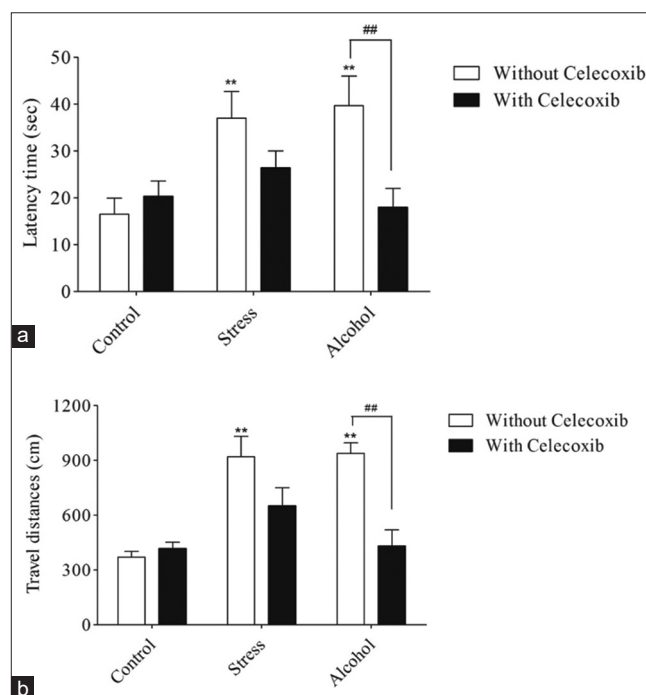 ##
50
** **
Without Celecoxib
40
With Celecoxib
Latency time (sec)
30
20
10
0
Control
Stress
Alcohol
a
1200
##
** **
Without Celecoxib
900
With Celecoxib
Travel distances (cm)
600
300
0
Control
Stress
Alcohol
b